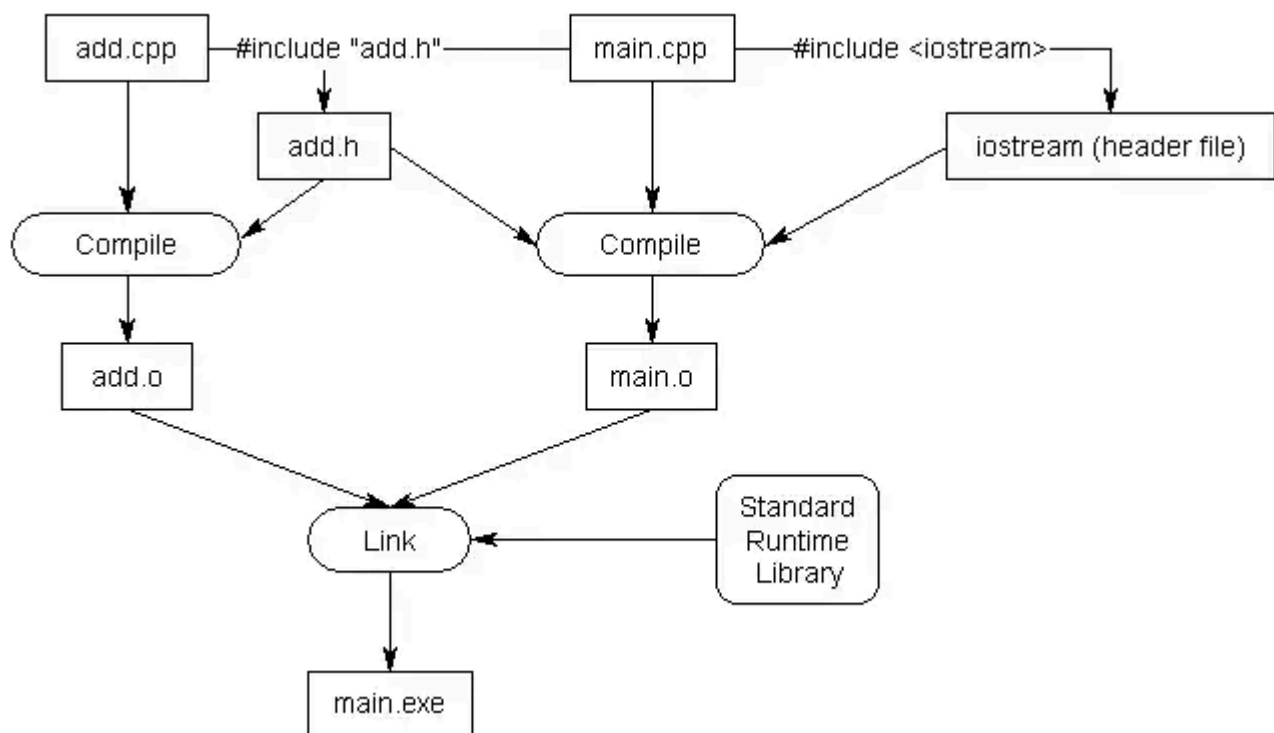 add.cpp
#include "add.h"
main.cpp
#include <iostream>
add.h
iostream (header file)
Compile
Compile
add.o
main.o
Link
Standard
Runtime
Library
main.exe